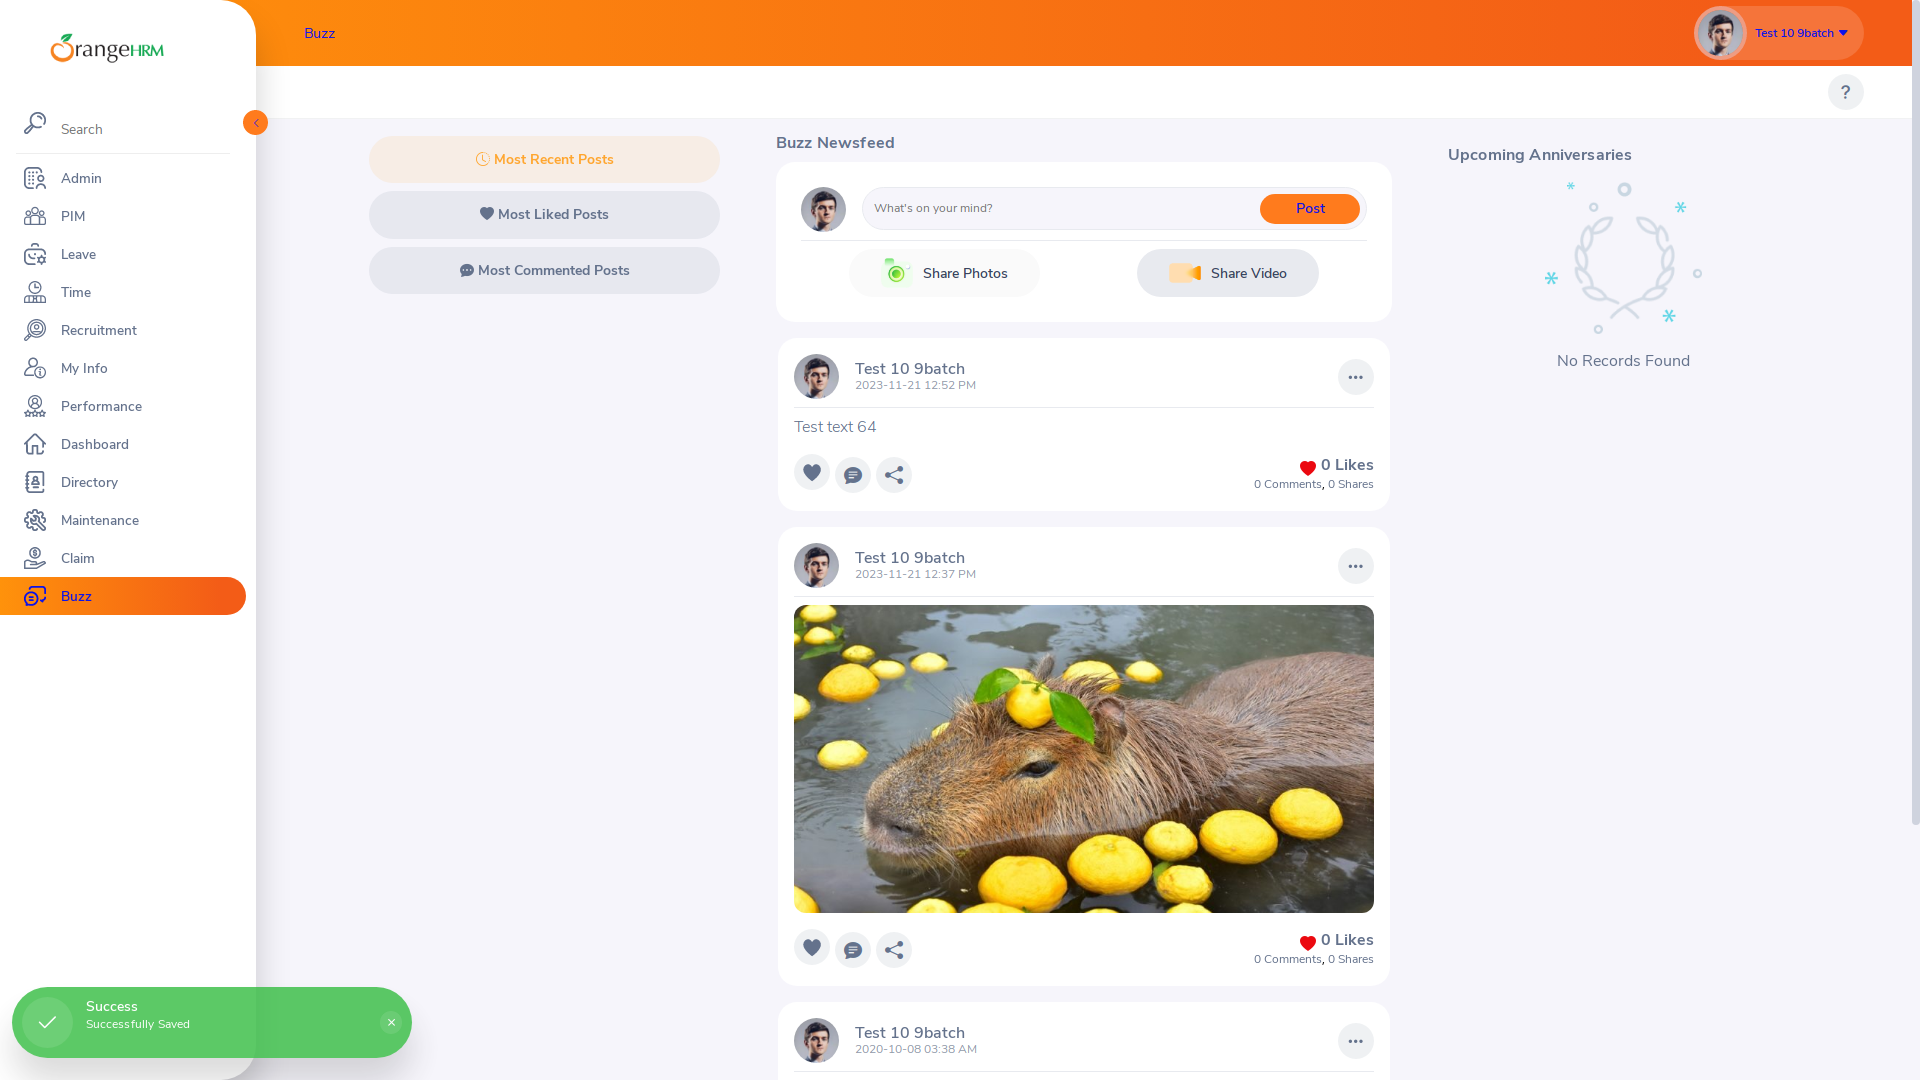 OrangeHRM
Search
Admin
PIM
Leave
Time
Recruitment
My Info
Performance
Dashboard
Directory
Maintenance
Claim
Buzz
Buzz
Test 10 9batch
?
Most Recent Posts
Most Liked Posts
Most Commented Posts
Buzz Newsfeed
What's on your mind?
Post
Share Photos
Share Video
Test 10 9batch
2023-11-21 12:52 PM
Test text 64
0 Likes
0 Comments, 0 Shares
Test 10 9batch
2023-11-21 12:37 PM
0 Likes
0 Comments, 0 Shares
Test 10 9batch
2020-10-08 03:38 AM
Upcoming Anniversaries
No Records Found
Success
Successfully Saved